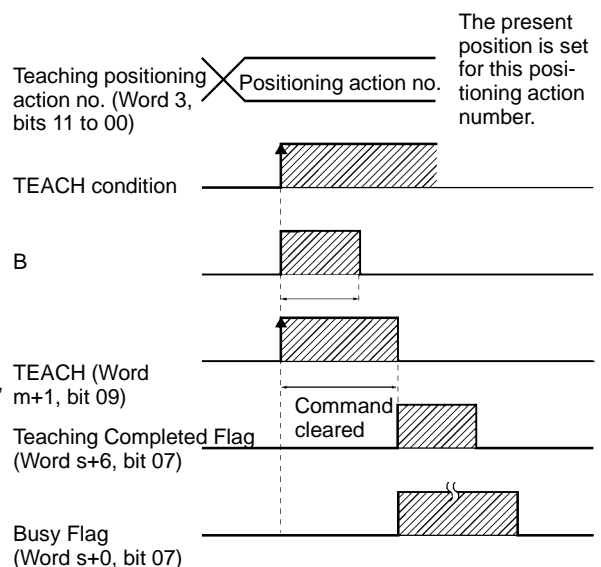 Teaching positioning
action no. (Word 3,
bits 11 to 00)
Positioning action no.
The present
position is set
for this posi-
tioning action
number.
TEACH condition
B
TEACH (Word
m+1, bit 09)
Command
cleared
Teaching Completed Flag
(Word s+6, bit 07)
Busy Flag
(Word s+0, bit 07)